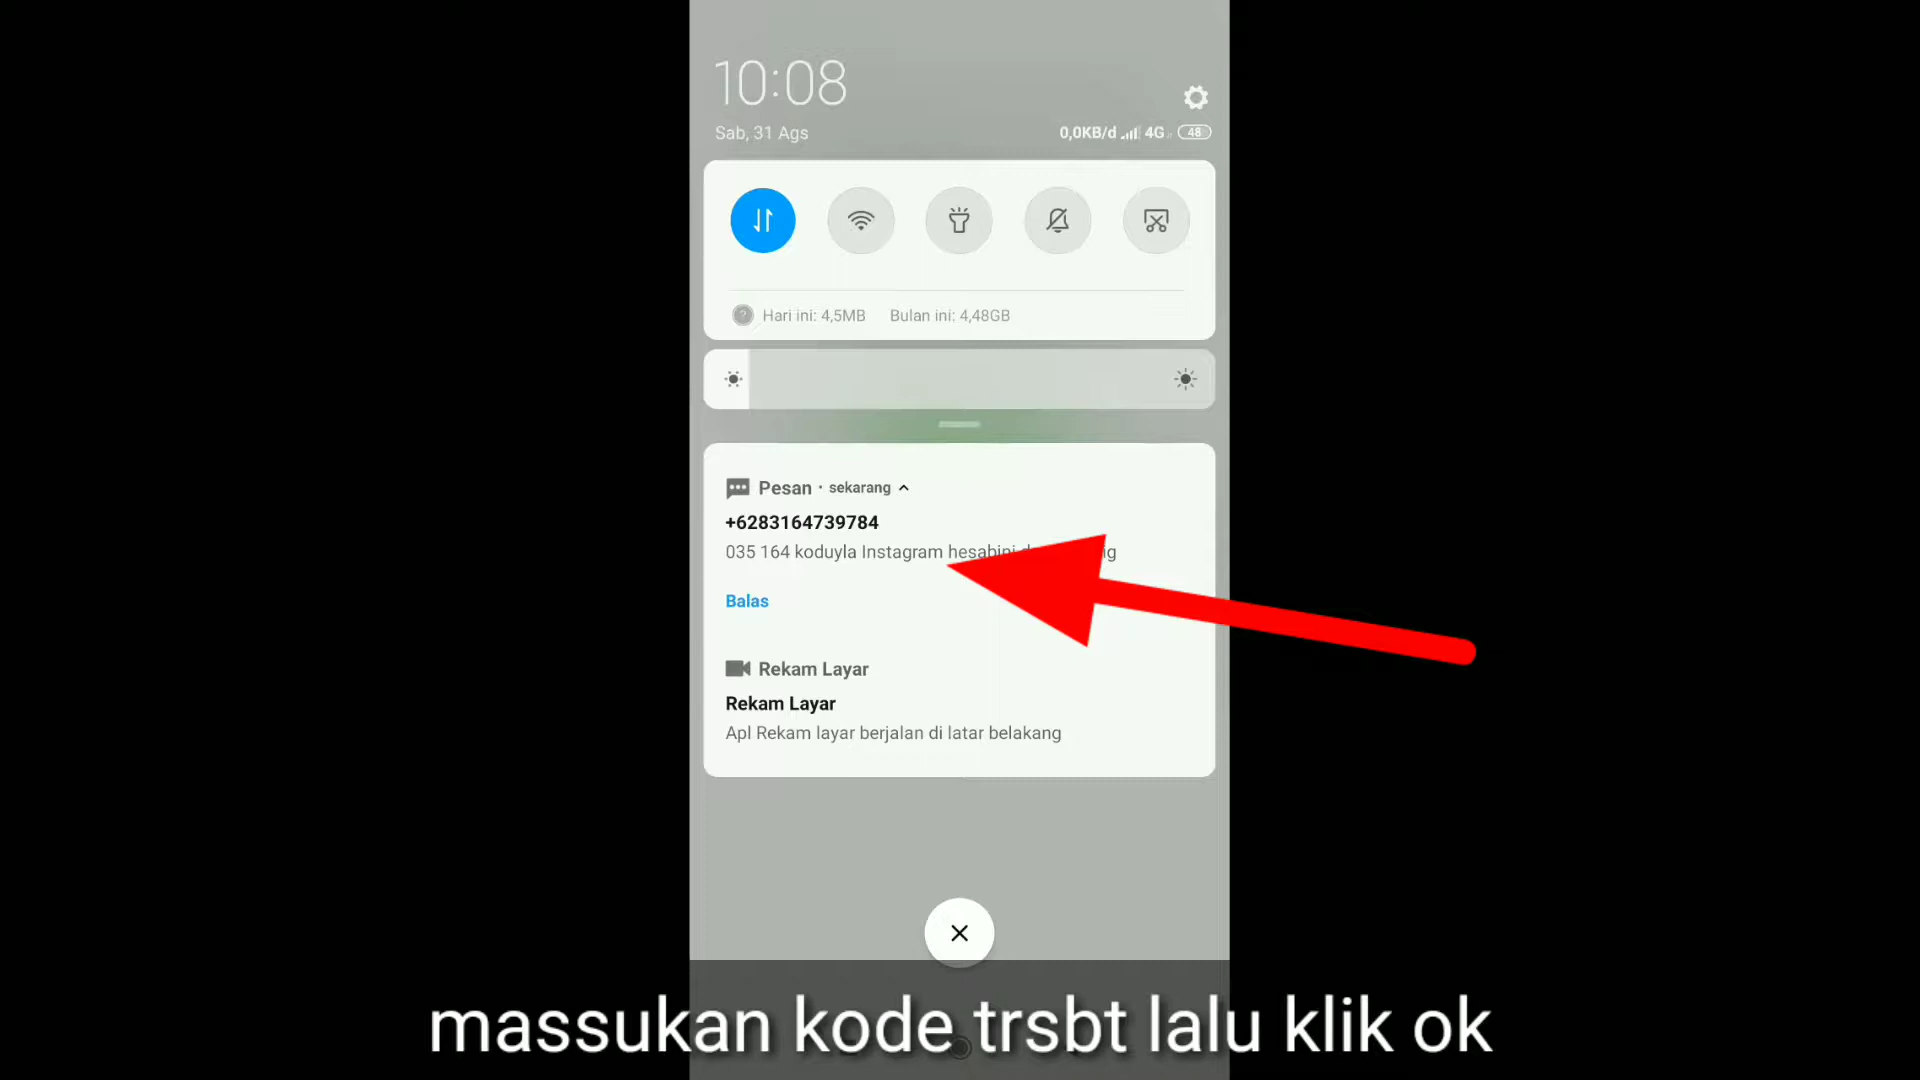 10:08
Sab, 31 Ags
0,0KB/d 4G 48
Hari ini: 4,5MB Bulan ini: 4,48GB
Pesan · sekarang
+6283164739784
035 164 koduyla Instagram hesabini
Balas
Rekam Layar
Rekam Layar
Apl Rekam layar berjalan di latar belakang
massukan kode trsbt lalu klik ok